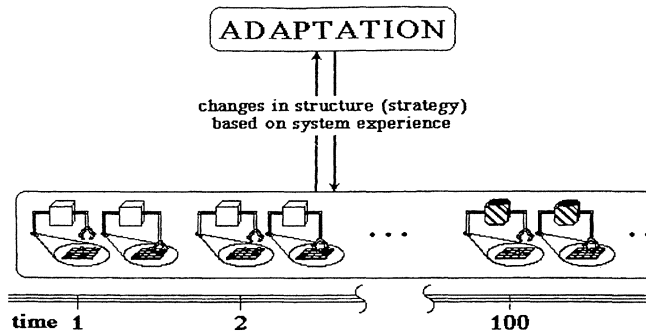 ADAPTATION
changes in structure (strategy)
based on system experience
. . . . .
time 1 2 100